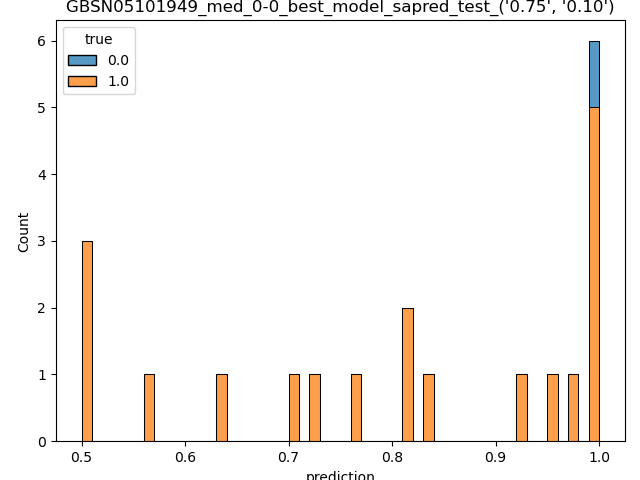 GBSN05101949_med_0-0_best_model_sapred_test_('0.75', '0.10')
true
0.0
1.0
Count
6
5
4
3
2
1
0
0.5 0.6 0.7 0.8 0.9 1.0
prediction